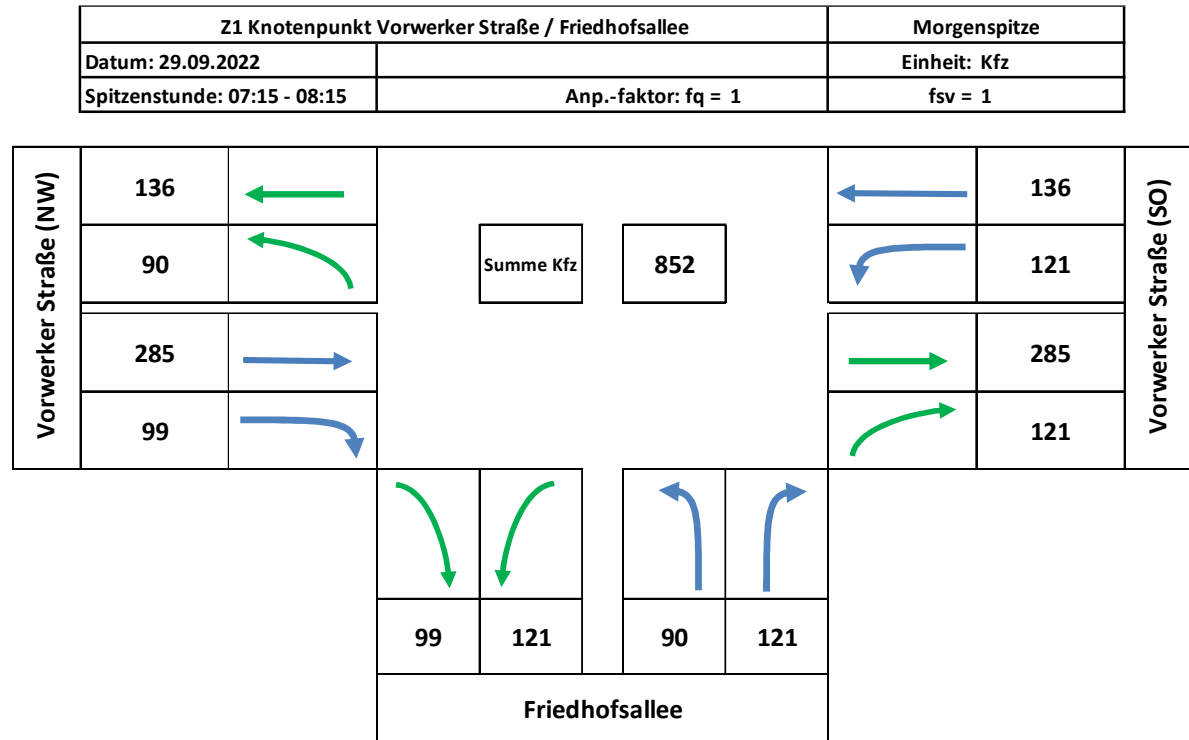 Z1 Knotenpunkt Vorwerker Straße / Friedhofsallee Morgenspitze
Datum: 29.09.2022 Einheit: Kfz
Spitzenstunde: 07:15 - 08:15 Anp.-faktor: fq = 1 fsv = 1
Vorwerker Straße (NW)
136
90
285
99
Summe Kfz 852
136
121
285
121
Vorwerker Straße (SO)
99 121 90 121
Friedhofsallee